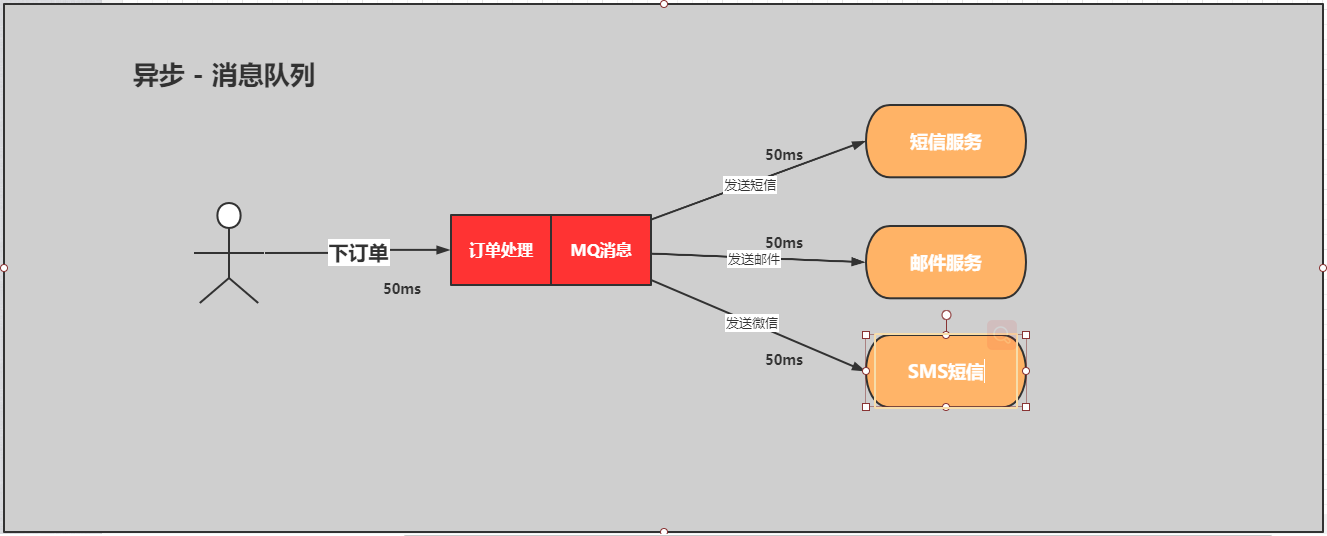 异步 - 消息队列
下订单
50ms
订单处理
MQ消息
50ms
发送短信
短信服务
50ms
发送邮件
邮件服务
发送微信
50ms
SMS短信